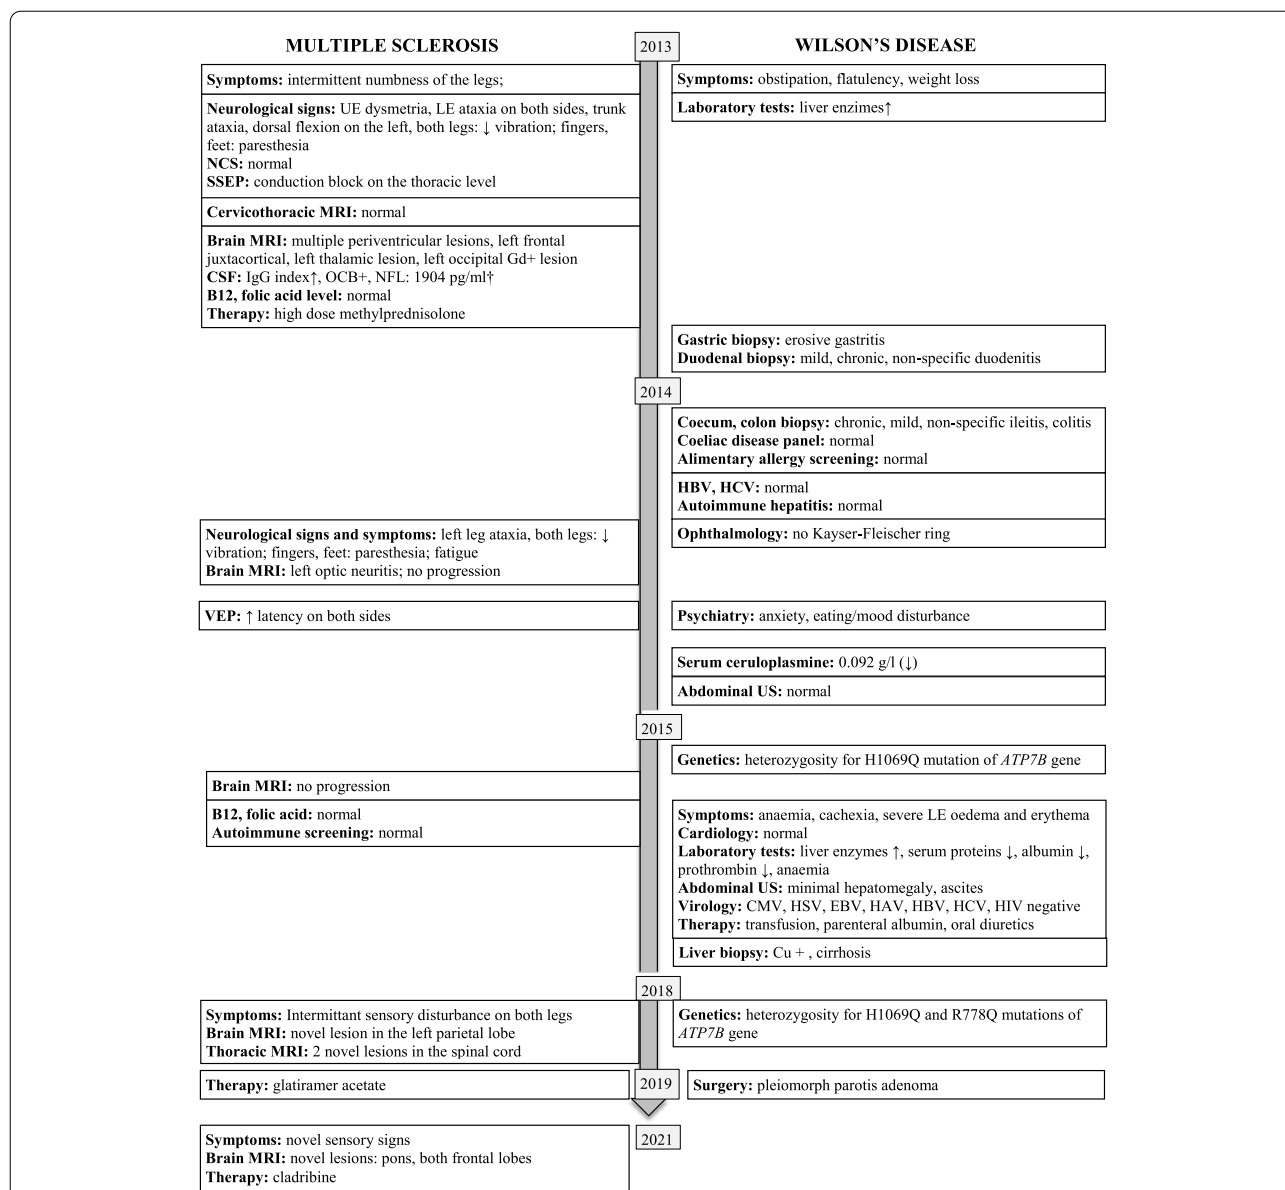 MULTIPLE SCLEROSIS
2013
WILSON'S DISEASE
Symptoms: intermittent numbness of the legs;
Neurological signs: UE dysmetria, LE ataxia on both sides, trunk
ataxia, dorsal flexion on the left, both legs: ↓ vibration; fingers,
feet: paresthesia
NCS: normal
SSEP: conduction block on the thoracic level
Cervicothoracic MRI: normal
Brain MRI: multiple periventricular lesions, left frontal
juxtacortical, left thalamic lesion, left occipital Gd+ lesion
CSF: IgG index↑, OCB+, NFL: 1904 pg/ml†
B12, folic acid level: normal
Therapy: high dose methylprednisolone
Symptoms: obstipation, flatulency, weight loss
Laboratory tests: liver enzimes↑
Gastric biopsy: erosive gastritis
Duodenal biopsy: mild, chronic, non-specific duodenitis
2014
Coecum, colon biopsy: chronic, mild, non-specific ileitis, colitis
Coeliac disease panel: normal
Alimentary allergy screening: normal
HBV, HCV: normal
Autoimmune hepatitis: normal
Ophthalmology: no Kayser-Fleischer ring
Neurological signs and symptoms: left leg ataxia, both legs: ↓
vibration; fingers, feet: paresthesia; fatigue
Brain MRI: left optic neuritis; no progression
VEP: ↑ latency on both sides
Psychiatry: anxiety, eating/mood disturbance
Serum ceruloplasmine: 0.092 g/l (↓)
Abdominal US: normal
2015
Genetics: heterozygosity for H1069Q mutation of ATP7B gene
Brain MRI: no progression
B12, folic acid: normal
Autoimmune screening: normal
Symptoms: anaemia, cachexia, severe LE oedema and erythema
Cardiology: normal
Laboratory tests: liver enzymes ↑, serum proteins ↓, albumin ↓,
prothrombin ↓, anaemia
Abdominal US: minimal hepatomegaly, ascites
Virology: CMV, HSV, EBV, HAV, HBV, HCV, HIV negative
Therapy: transfusion, parenteral albumin, oral diuretics
Liver biopsy: Cu + , cirrhosis
2018
Symptoms: Intermittant sensory disturbance on both legs
Brain MRI: novel lesion in the left parietal lobe
Thoracic MRI: 2 novel lesions in the spinal cord
Genetics: heterozygosity for H1069Q and R778Q mutations of
ATP7B gene
Therapy: glatiramer acetate
2019
Surgery: pleiomorph parotis adenoma
Symptoms: novel sensory signs
Brain MRI: novel lesions: pons, both frontal lobes
Therapy: cladribine
2021